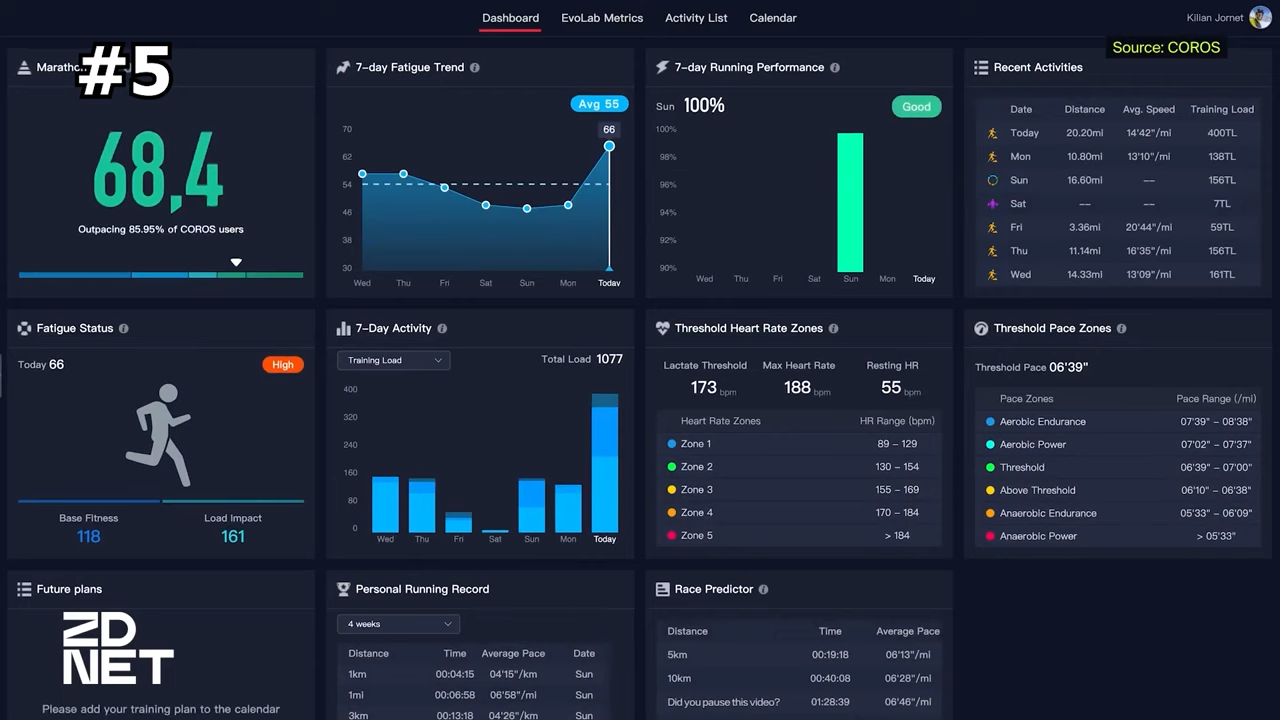 Dashboard EvoLab Metrics Activity List Calendar
Kilian Jornet
Source: COROS
#5
68,4
Outpacing 85.95% of COROS users
7-day Fatigue Trend
Avg 55
66
70
62
54
46
38
30
Wed Thu Fri Sat Sun Mon Today
7-day Running Performance
Sun 100%
Good
100%
98%
96%
94%
92%
90%
Wed Thu Fri Sat Sun Mon Today
Recent Activities
Date Distance Avg. Speed Training Load
Today 20.20mi 14'42"/mi 400TL
Mon 10.80mi 13'10"/mi 138TL
Sun 16.60mi -- 156TL
Sat -- -- 7TL
Fri 3.36mi 20'44"/mi 59TL
Thu 11.14mi 16'35"/mi 156TL
Wed 14.33mi 13'09"/mi 161TL
Fatigue Status
Today 66
High
Base Fitness Load Impact
118 161
7-Day Activity
Training Load
Total Load 1077
400
320
240
160
80
0
Wed Thu Fri Sat Sun Mon Today
Threshold Heart Rate Zones
Lactate Threshold Max Heart Rate Resting HR
173 bpm 188 bpm 55 bpm
Heart Rate Zones HR Range (bpm)
Zone 1 89 – 129
Zone 2 130 – 154
Zone 3 155 – 169
Zone 4 170 – 184
Zone 5 > 184
Threshold Pace Zones
Threshold Pace 06'39"
Pace Zones Pace Range (/mi)
Aerobic Endurance 07'39" – 08'38"
Aerobic Power 07'02" – 07'37"
Threshold 06'39" – 07'00"
Above Threshold 06'10" – 06'38"
Anaerobic Endurance 05'33" – 06'09"
Anaerobic Power > 05'33"
Future plans
ZD
NET
Please add your training plan to the calendar
Personal Running Record
4 weeks
Distance Time Average Pace Date
1km 00:04:15 04'15"/km Sun
1ml 00:06:58 06'58"/ml Sun
3km 00:13:18 04'26"/km Sun
Race Predictor
Distance Time Average Pace
5km 00:19:18 06'13"/ml
10km 00:40:08 06'28"/ml
Did you pause this video? 01:28:39 06'46"/ml